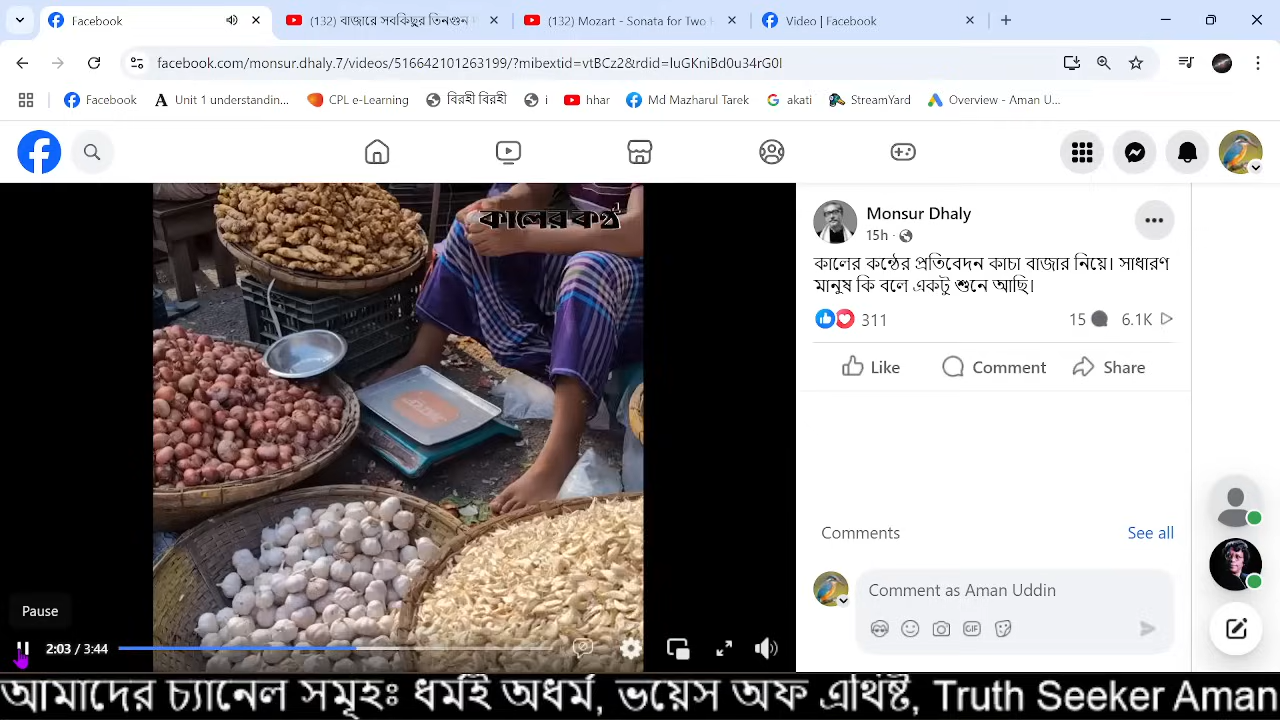 Facebook
(132) বাজারে সবকিছুর তিনগুন
(132) Mozart - Sonata for Two
Video | Facebook
facebook.com/monsur.dhaly.7/videos/516642101263199/?mibextid=vtBCz2&rdid=luGKniBd0u34rG0I
Facebook
Unit 1 understandin...
CPL e-Learning
বিরহী বিরহী
i
hhar
Md Mazharul Tarek
akati
StreamYard
Overview - Aman U...
কালের কণ্ঠ
Monsur Dhaly
15h ·
কালের কন্ঠের প্রতিবেদন কাচা বাজার নিয়ে। সাধারণ
মানুষ কি বলে একটু শুনে আছি।
311
15
6.1K
Like
Comment
Share
Comments
See all
Comment as Aman Uddin
GIF
Pause
2:03 / 3:44
আমাদের চ্যানেল সমূহঃ ধর্মই অধর্ম, ভয়েস অফ এথিষ্ট, Truth Seeker Aman